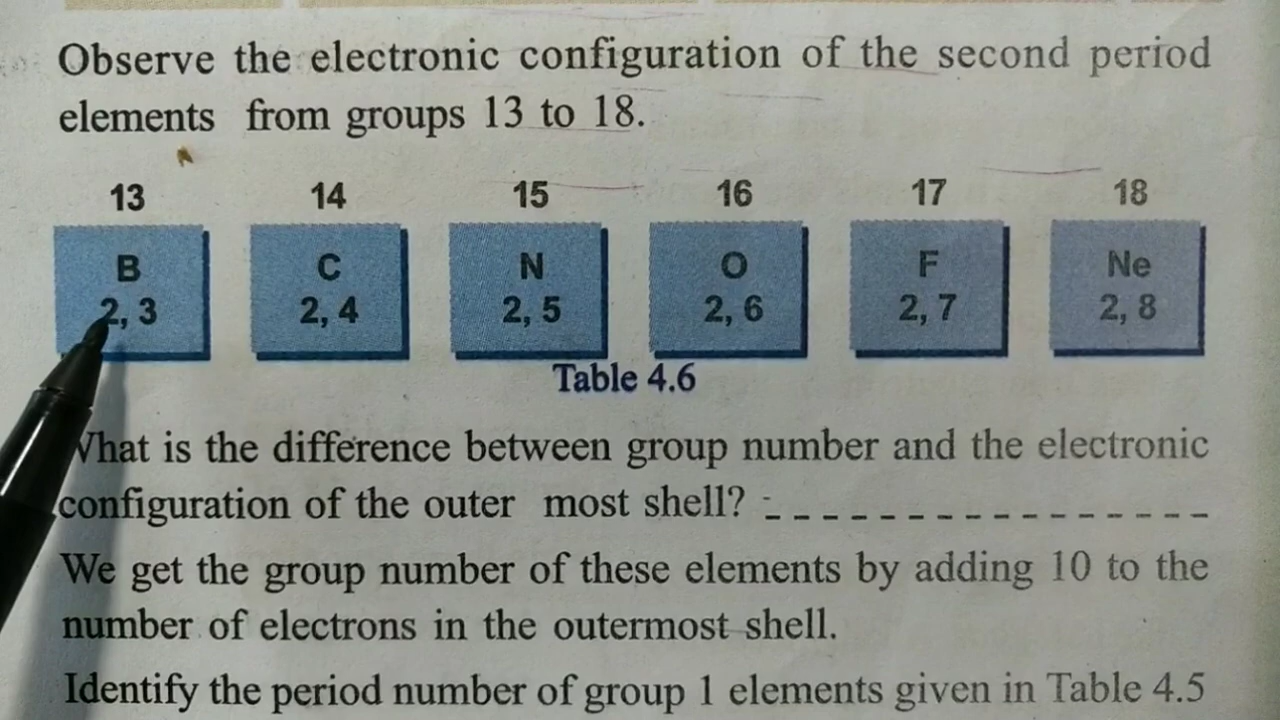 Observe the electronic configuration of the second period
elements from groups 13 to 18.
13 14 15 16 17 18
B C N O F Ne
2, 3 2, 4 2, 5 2, 6 2, 7 2, 8
Table 4.6
What is the difference between group number and the electronic
configuration of the outer most shell? - _ _ _ _ _ _ _ _ _ _ _ _ _ _ _ _
We get the group number of these elements by adding 10 to the
number of electrons in the outermost shell.
Identify the period number of group 1 elements given in Table 4.5